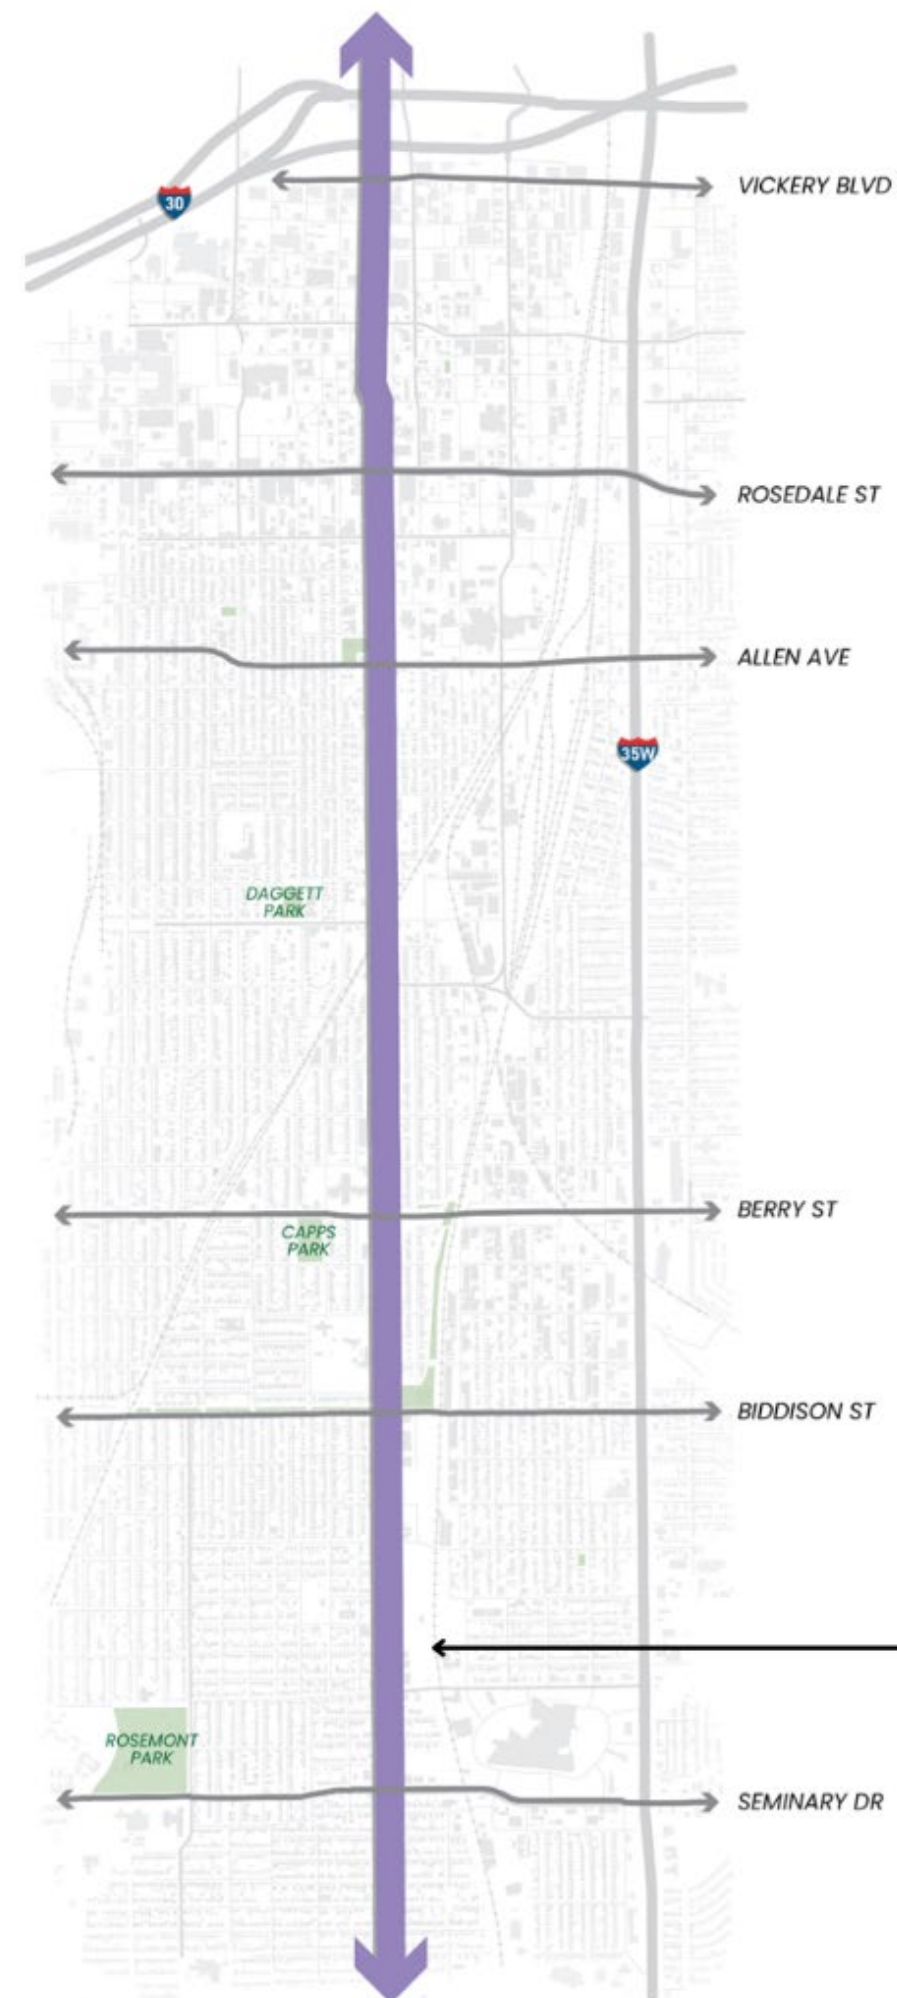 VICKERY BLVD
30
ROSEDALE ST
ALLEN AVE
35W
DAGGETT
PARK
BERRY ST
CAPPS
PARK
BIDDISON ST
ROSEMONT
PARK
SEMINARY DR